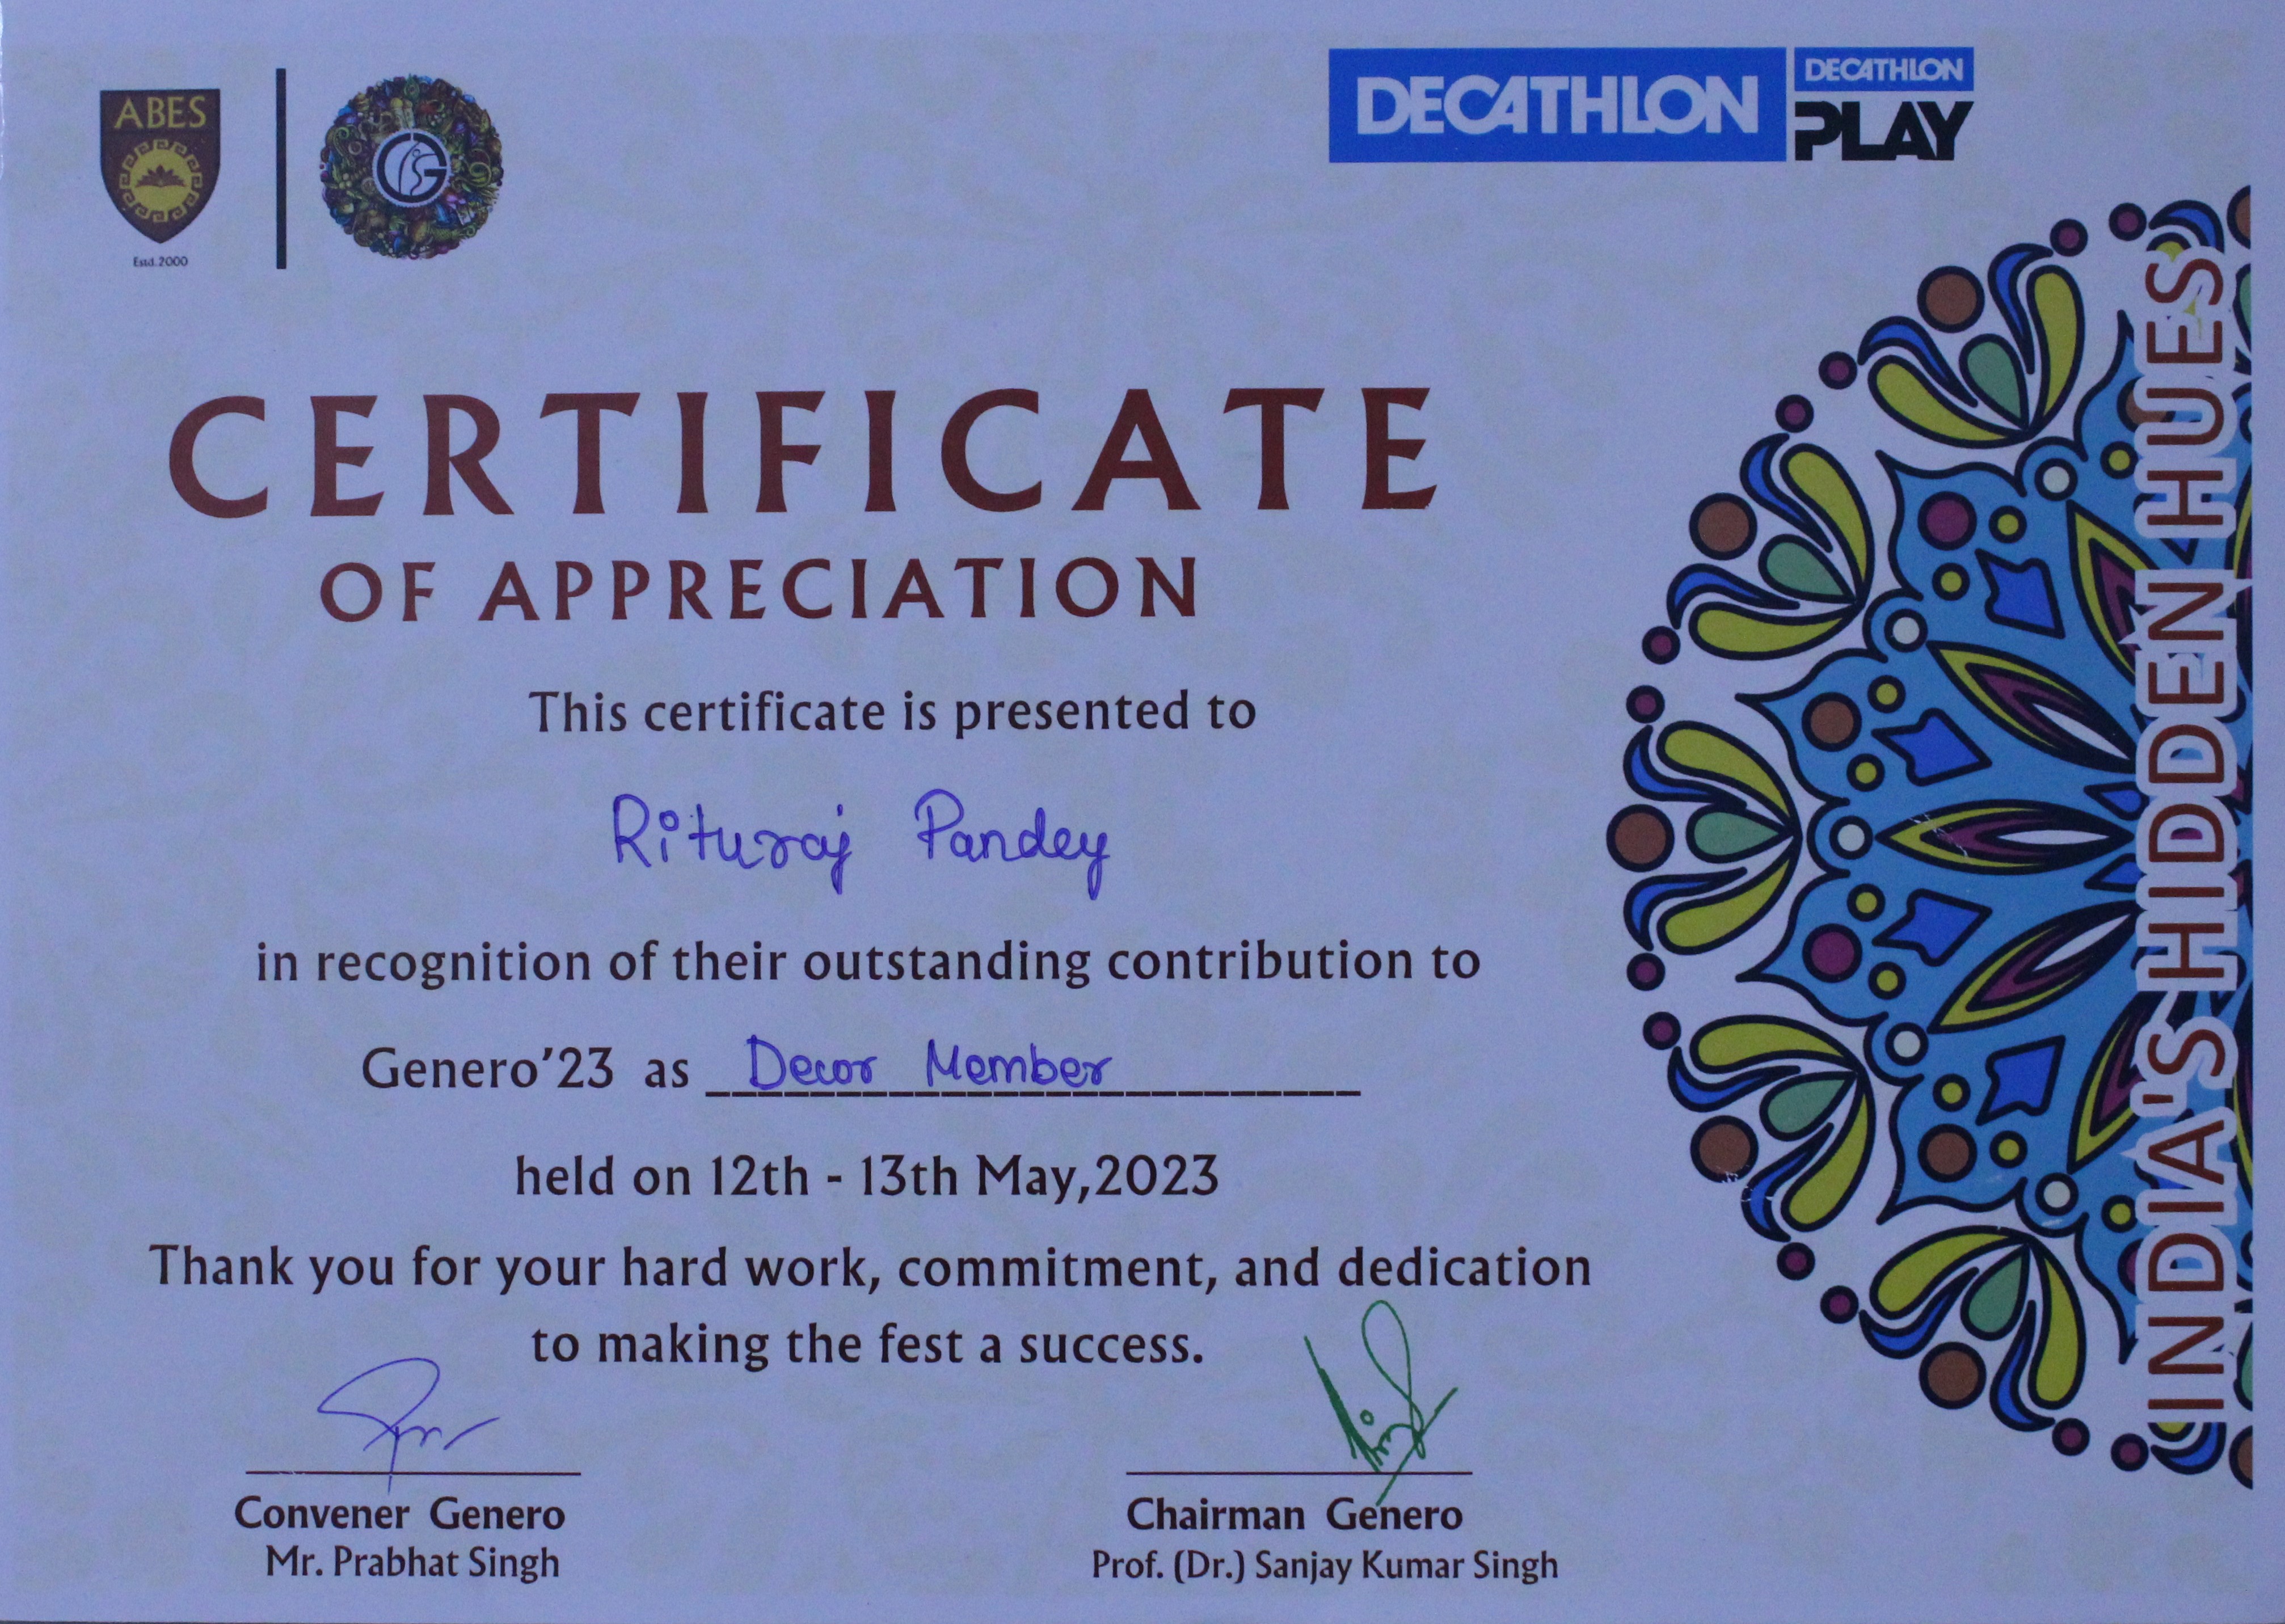 ABES
Estd.2000
G
DECATHLON
DECATHLON
PLAY
CERTIFICATE
OF APPRECIATION
This certificate is presented to
Rituraj Pandey
in recognition of their outstanding contribution to
Genero'23 as Decor Member
held on 12th - 13th May,2023
Thank you for your hard work, commitment, and dedication
to making the fest a success.
Convener Genero
Mr. Prabhat Singh
Chairman Genero
Prof. (Dr.) Sanjay Kumar Singh
INDIA'S HIDDEN HUES